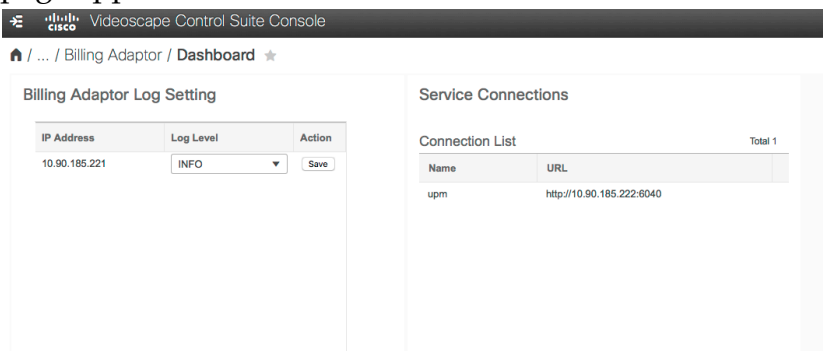 CISCO Videoscape Control Suite Console
/ ... / Billing Adaptor / Dashboard
Billing Adaptor Log Setting
IP Address Log Level Action
10.90.185.221 INFO Save
Service Connections
Connection List Total 1
Name URL
upm http://10.90.185.222:6040